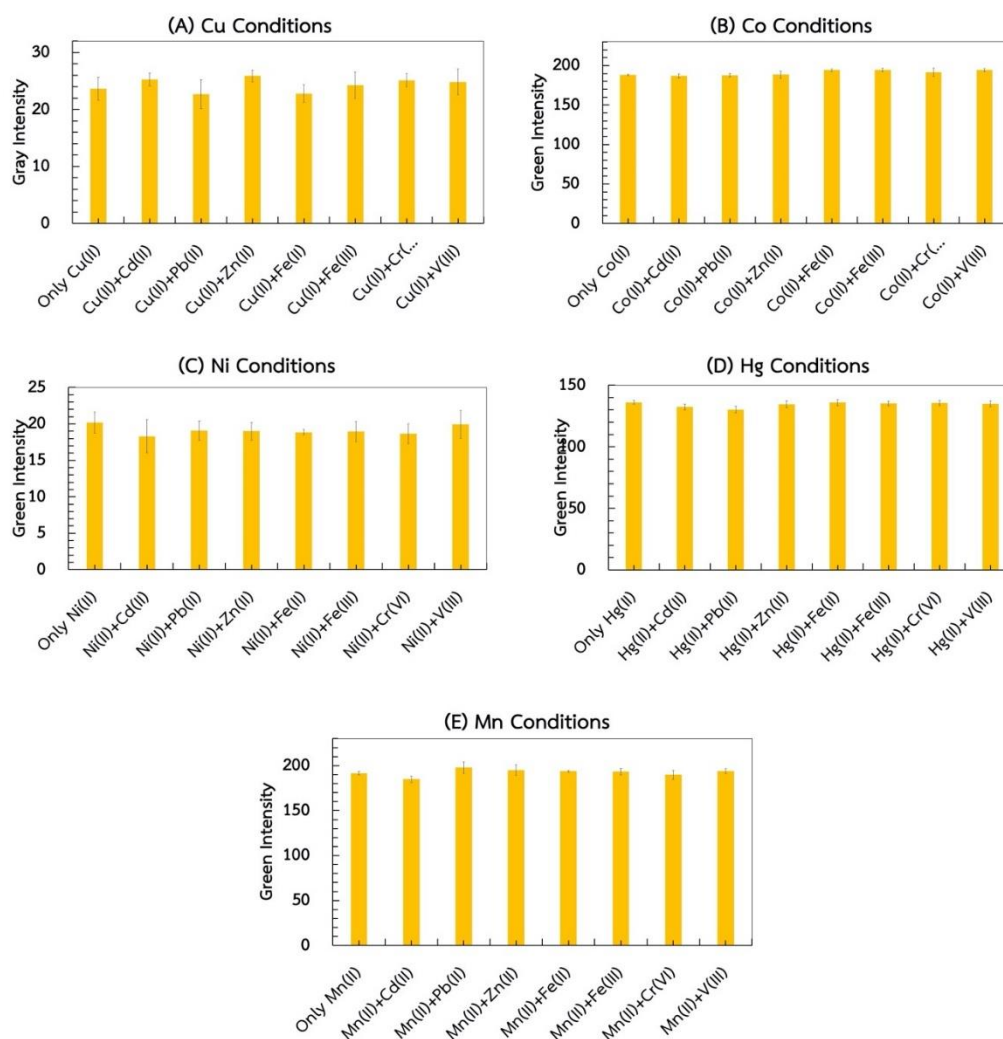 (A) Cu Conditions
Gray Intensity
30
20
10
0
Only Cu(II)
Cu(II)+Cd(II)
Cu(II)+Pb(II)
Cu(II)+Zn(II)
Cu(II)+Fe(II)
Cu(II)+Fe(III)
Cu(II)+Cr(...
Cu(II)+V(III)
(B) Co Conditions
Green Intensity
200
150
100
50
0
Only Co(II)
Co(II)+Cd(II)
Co(II)+Pb(II)
Co(II)+Zn(II)
Co(II)+Fe(II)
Co(II)+Fe(III)
Co(II)+Cr(...
Co(II)+V(III)
(C) Ni Conditions
Green Intensity
25
20
15
10
5
0
Only Ni(II)
Ni(II)+Cd(II)
Ni(II)+Pb(II)
Ni(II)+Zn(II)
Ni(II)+Fe(II)
Ni(II)+Fe(III)
Ni(II)+Cr(VI)
Ni(II)+V(III)
(D) Hg Conditions
Green Intensity
150
100
50
0
Only Hg(II)
Hg(II)+Cd(II)
Hg(II)+Pb(II)
Hg(II)+Zn(II)
Hg(II)+Fe(II)
Hg(II)+Fe(III)
Hg(II)+Cr(VI)
Hg(II)+V(III)
(E) Mn Conditions
Green Intensity
200
150
100
50
0
Only Mn(II)
Mn(II)+Cd(II)
Mn(II)+Pb(II)
Mn(II)+Zn(II)
Mn(II)+Fe(II)
Mn(II)+Fe(III)
Mn(II)+Cr(VI)
Mn(II)+V(III)